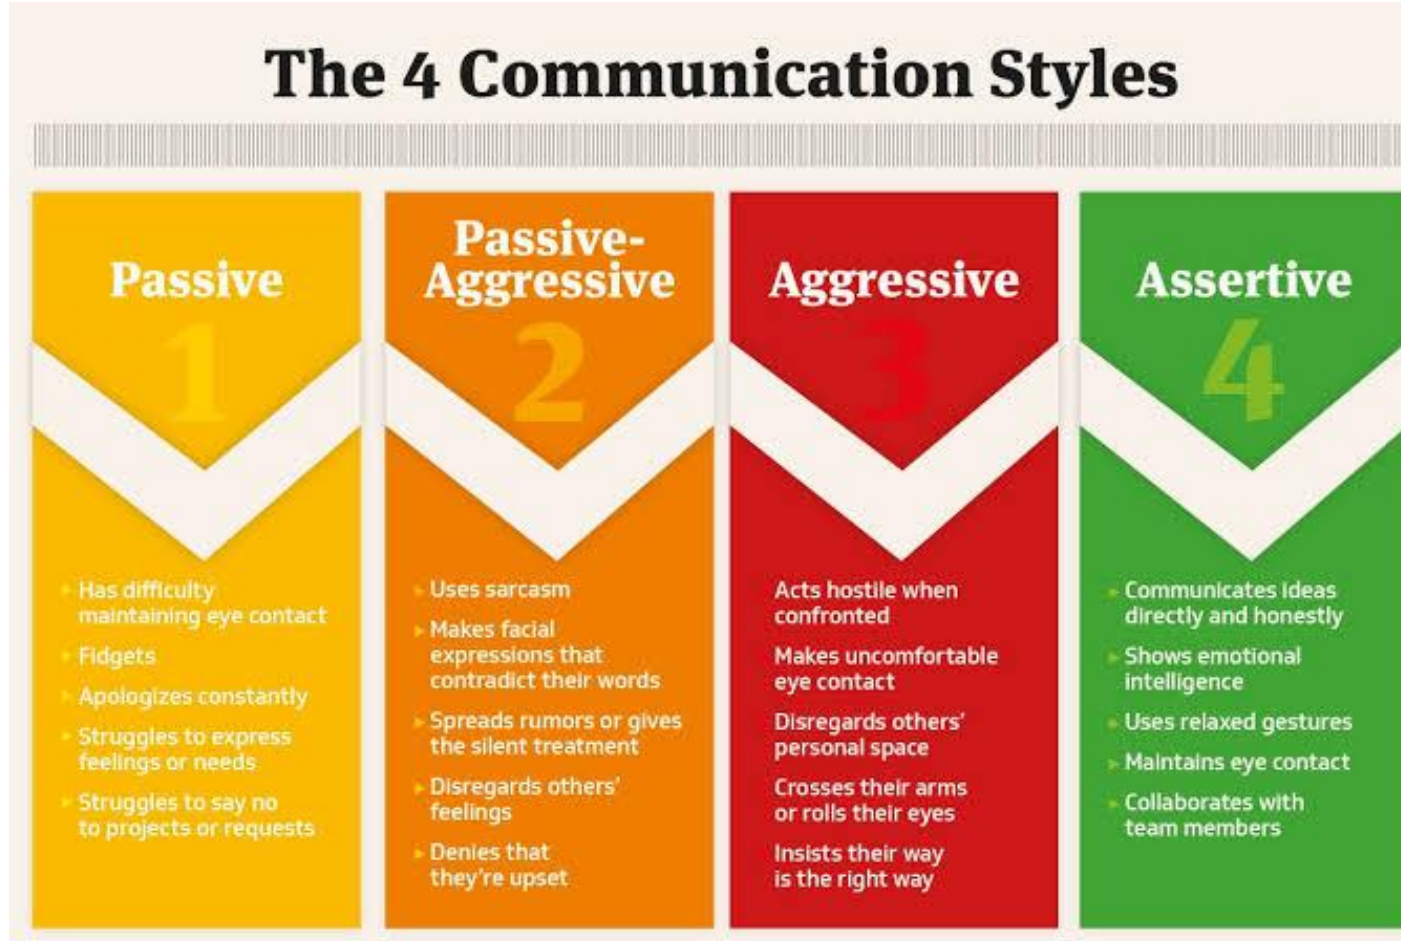 The 4 Communication Styles
Passive
1
Has difficulty
maintaining eye contact
Fidgets
Apologizes constantly
Struggles to express
feelings or needs
Struggles to say no
to projects or requests
Passive-
Aggressive
2
Uses sarcasm
Makes facial
expressions that
contradict their words
Spreads rumors or gives
the silent treatment
Disregards others'
feelings
Denies that
they're upset
Aggressive
3
Acts hostile when
confronted
Makes uncomfortable
eye contact
Disregards others'
personal space
Crosses their arms
or rolls their eyes
Insists their way
is the right way
Assertive
4
Communicates ideas
directly and honestly
Shows emotional
intelligence
Uses relaxed gestures
Maintains eye contact
Collaborates with
team members